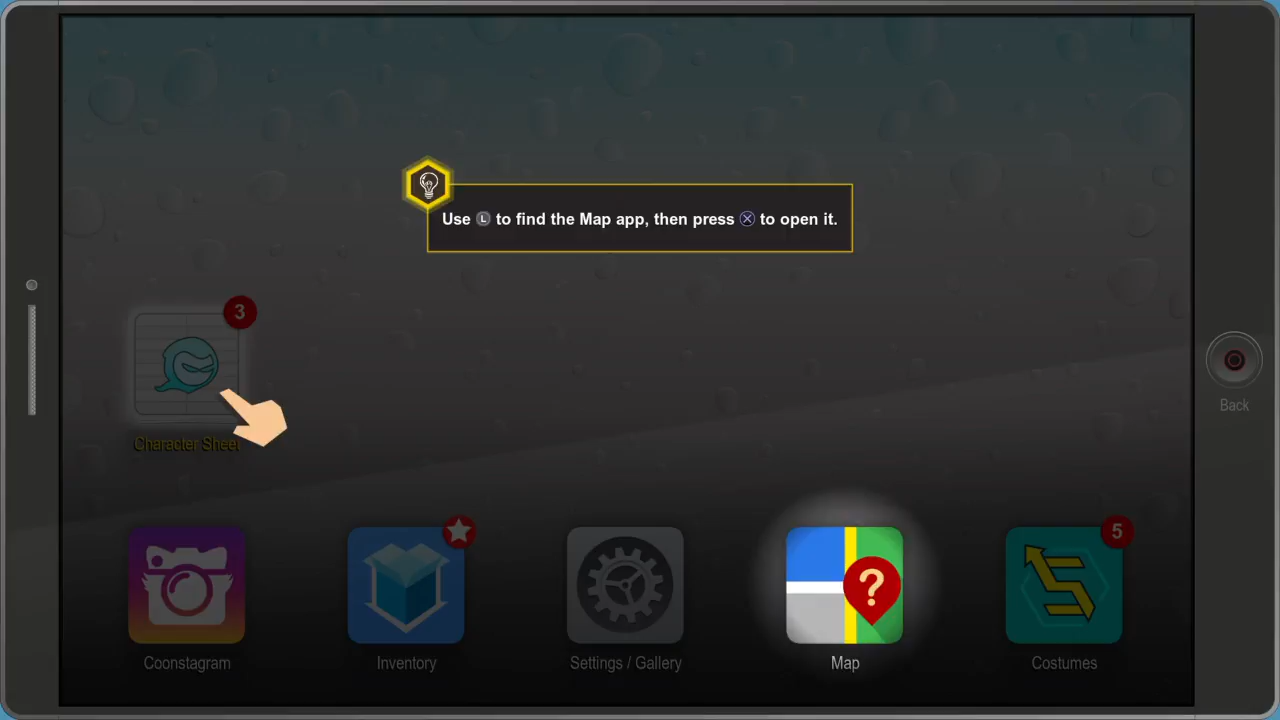 Use L to find the Map app, then press X to open it.
3
Character Sheet
Back
5
?
Coonstagram
Inventory
Settings / Gallery
Map
Costumes